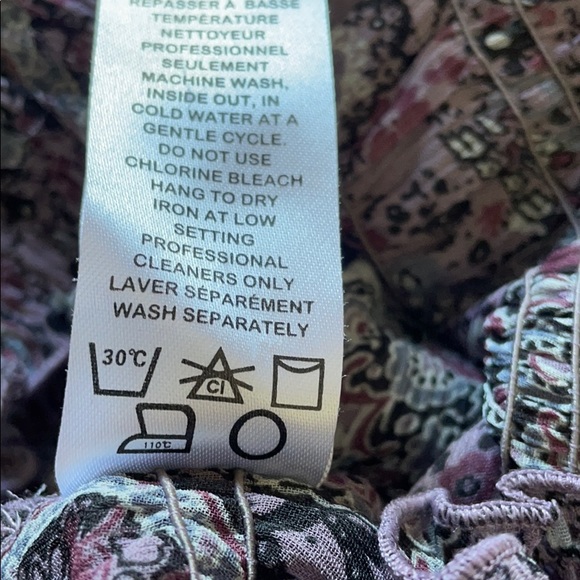 REPASSER À BASSE
TEMPÉRATURE
NETTOYEUR
PROFESSIONNEL
SEULEMENT
MACHINE WASH,
INSIDE OUT, IN
COLD WATER AT A
GENTLE CYCLE.
DO NOT USE
CHLORINE BLEACH
HANG TO DRY
IRON AT LOW
SETTING
PROFESSIONAL
CLEANERS ONLY
LAVER SÉPARÉMENT
WASH SEPARATELY
30℃
Cl
110℃